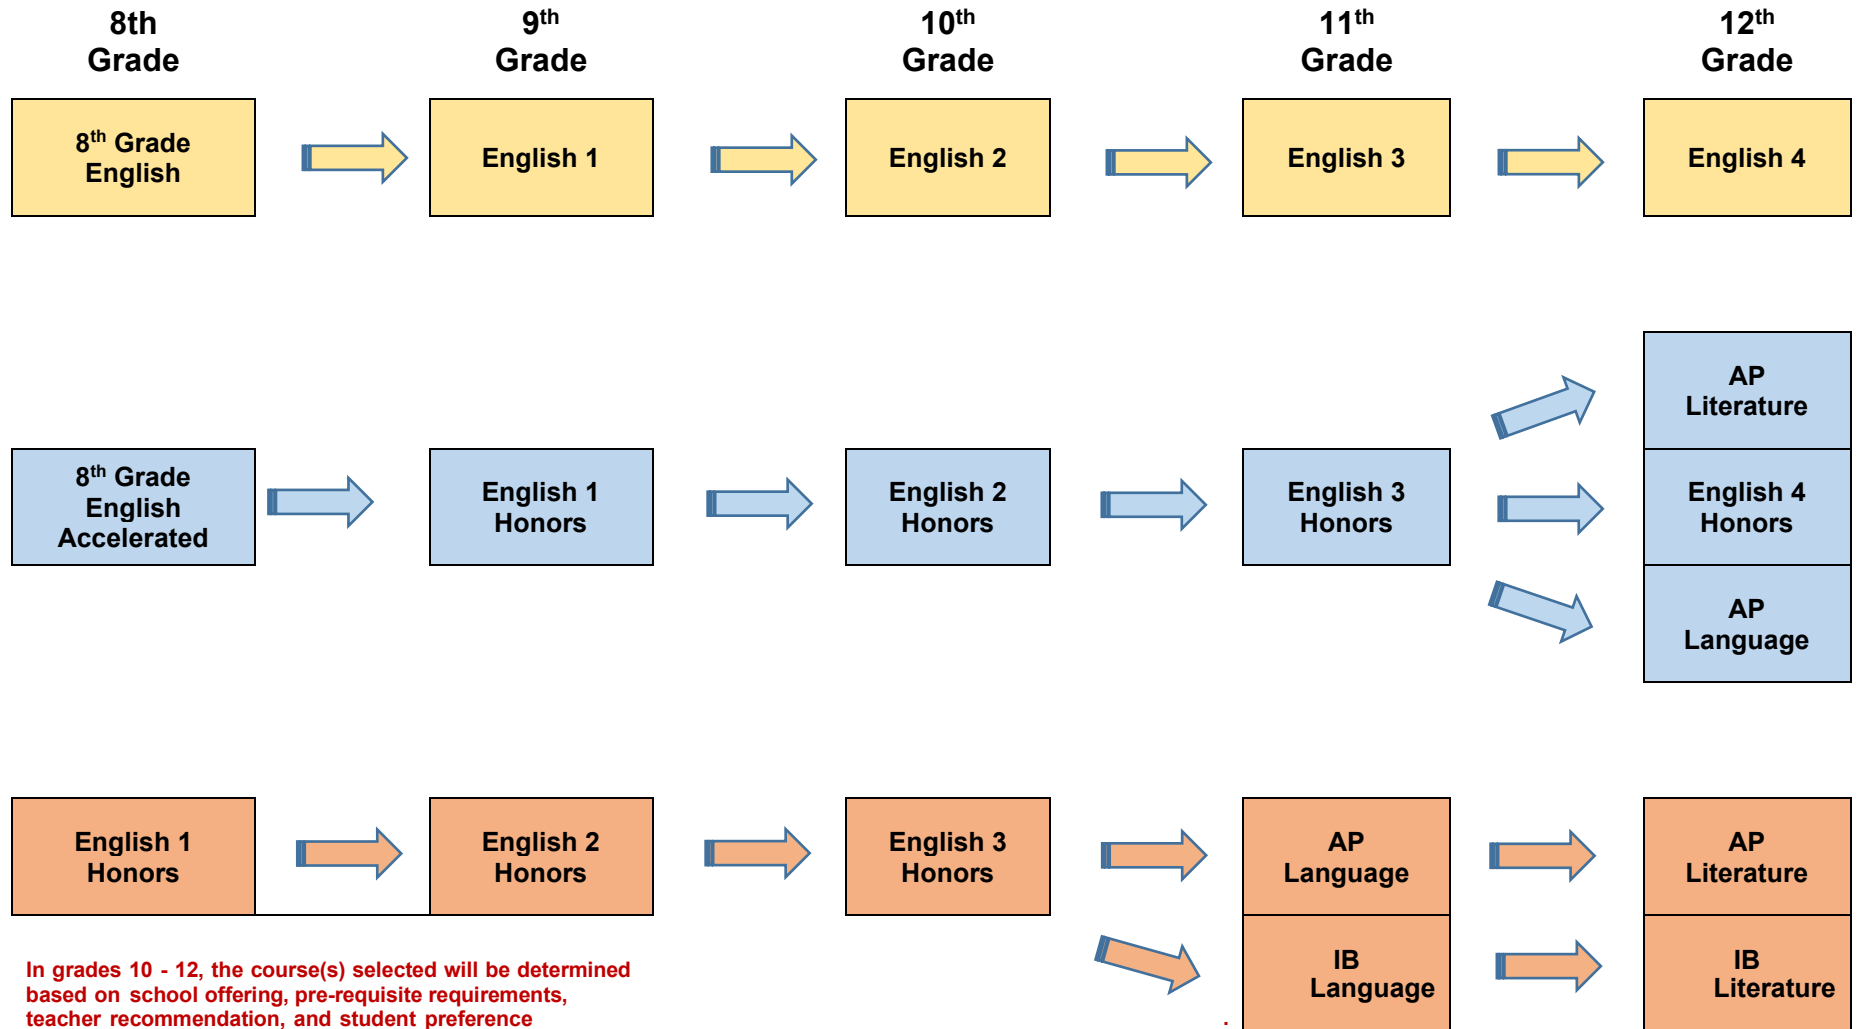 8th
Grade
9th
Grade
10th
Grade
11th
Grade
12th
Grade
8th Grade
English
English 1
English 2
English 3
English 4
AP
Literature
8th Grade
English
Accelerated
English 1
Honors
English 2
Honors
English 3
Honors
English 4
Honors
AP
Language
English 1
Honors
English 2
Honors
English 3
Honors
AP
Language
AP
Literature
IB
Language
IB
Literature
In grades 10 - 12, the course(s) selected will be determined
based on school offering, pre-requisite requirements,
teacher recommendation, and student preference
.